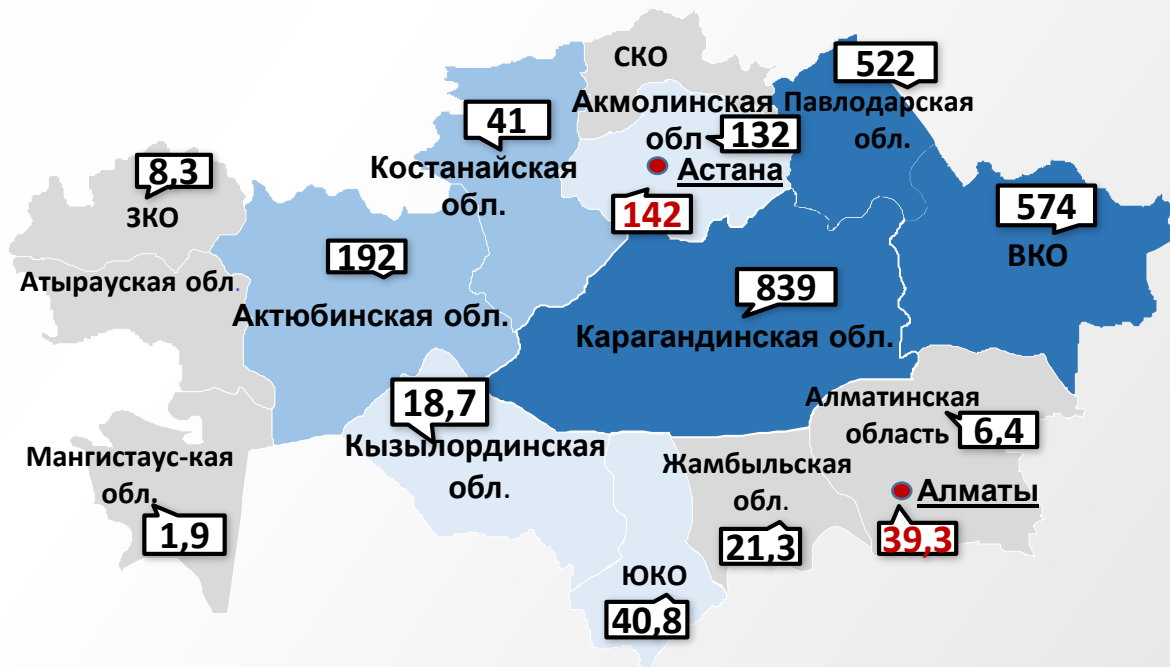 СКО
522
Акмолинская
обл
132
Павлодарская
обл.
41
Костанайская
обл.
Астана
142
8,3
ЗКО
574
ВКО
192
Актюбинская обл.
Атырауская обл.
839
Карагандинская обл.
18,7
Кызылординская
обл.
Алматинская
область
6,4
Мангистаус-кая
обл.
1,9
Жамбыльская
обл.
21,3
Алматы
39,3
ЮКО
40,8